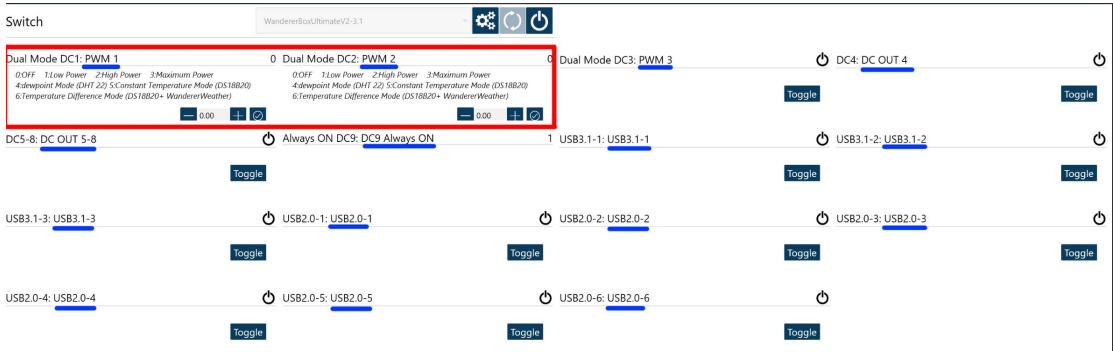 Switch
WandererBoxUltimateV2-3.1
Dual Mode DC1: PWM 1 0
0:OFF 1:Low Power 2:High Power 3:Maximum Power
4:dewpoint Mode (DHT 22) 5:Constant Temperature Mode (DS18B20)
6:Temperature Difference Mode (DS18B20+ WandererWeather)
0.00
Dual Mode DC2: PWM 2 0
0:OFF 1:Low Power 2:High Power 3:Maximum Power
4:dewpoint Mode (DHT 22) 5:Constant Temperature Mode (DS18B20)
6:Temperature Difference Mode (DS18B20+ WandererWeather)
0.00
Dual Mode DC3: PWM 3
Toggle
DC4: DC OUT 4
Toggle
DC5-8: DC OUT 5-8
Toggle
Always ON DC9: DC9 Always ON 1
USB3.1-1: USB3.1-1
Toggle
USB3.1-2: USB3.1-2
Toggle
USB3.1-3: USB3.1-3
Toggle
USB2.0-1: USB2.0-1
Toggle
USB2.0-2: USB2.0-2
Toggle
USB2.0-3: USB2.0-3
Toggle
USB2.0-4: USB2.0-4
Toggle
USB2.0-5: USB2.0-5
Toggle
USB2.0-6: USB2.0-6
Toggle